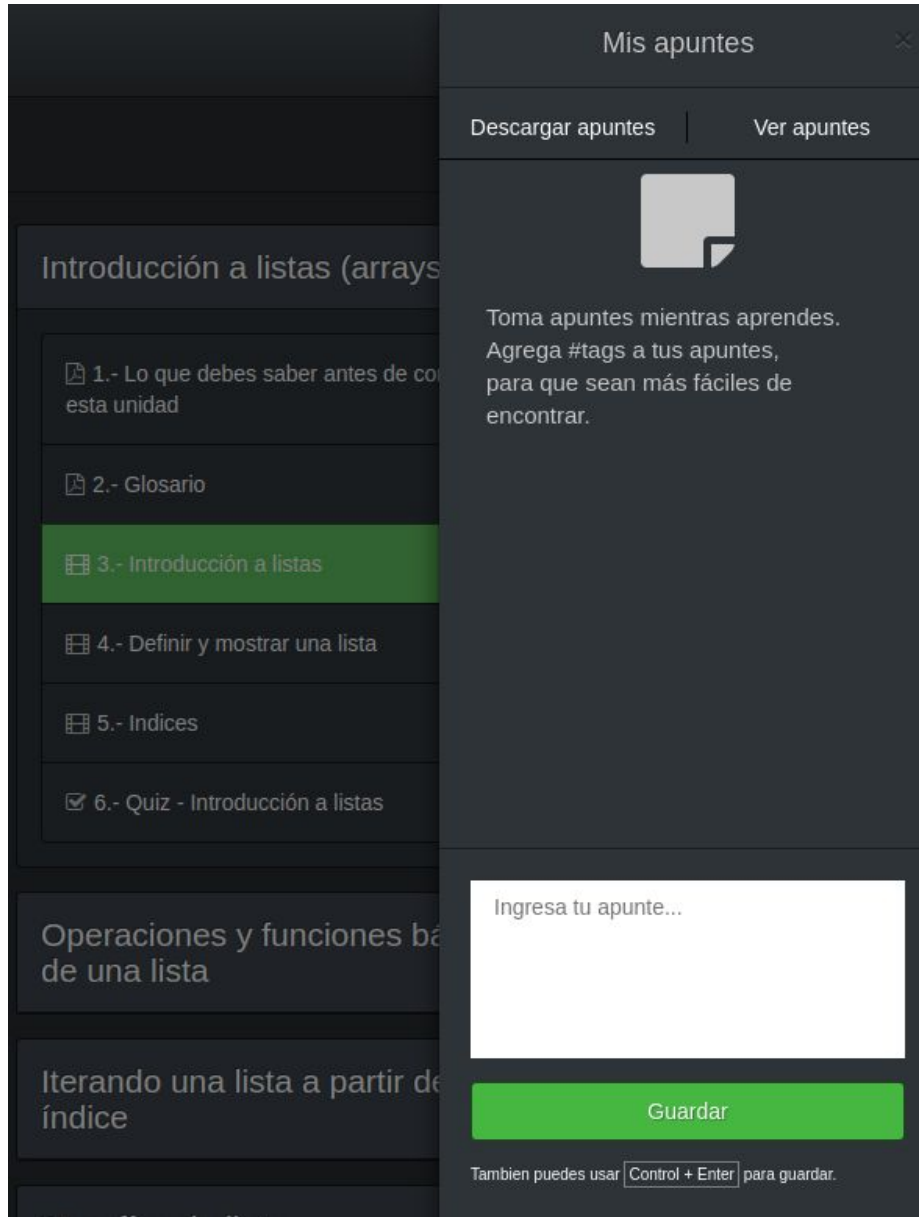 Mis apuntes
×
Descargar apuntes
Ver apuntes
Toma apuntes mientras aprendes.
Agrega #tags a tus apuntes,
para que sean más fáciles de
encontrar.
Ingresa tu apunte...
Guardar
Tambien puedes usar Control + Enter para guardar.
Introducción a listas (arrays
1.- Lo que debes saber antes de
esta unidad
2.- Glosario
3.- Introducción a listas
4.- Definir y mostrar una lista
5.- Indices
6.- Quiz - Introducción a listas
Operaciones y funciones
de una lista
Iterando una lista a partir
índice